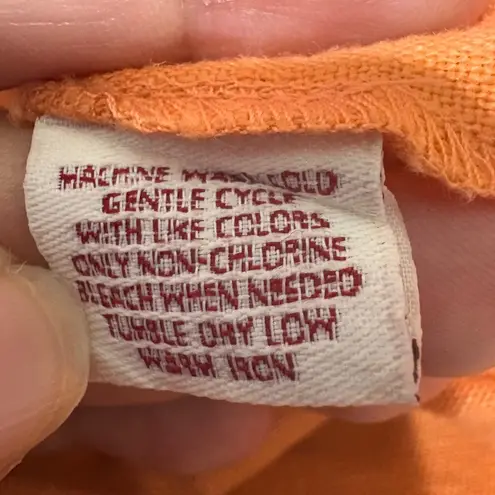 MACHINE WASH COLD
GENTLE CYCLE
WITH LIKE COLORS
ONLY NON-CHLORINE
BLEACH WHEN NEEDED
TUMBLE DRY LOW
WARM IRON